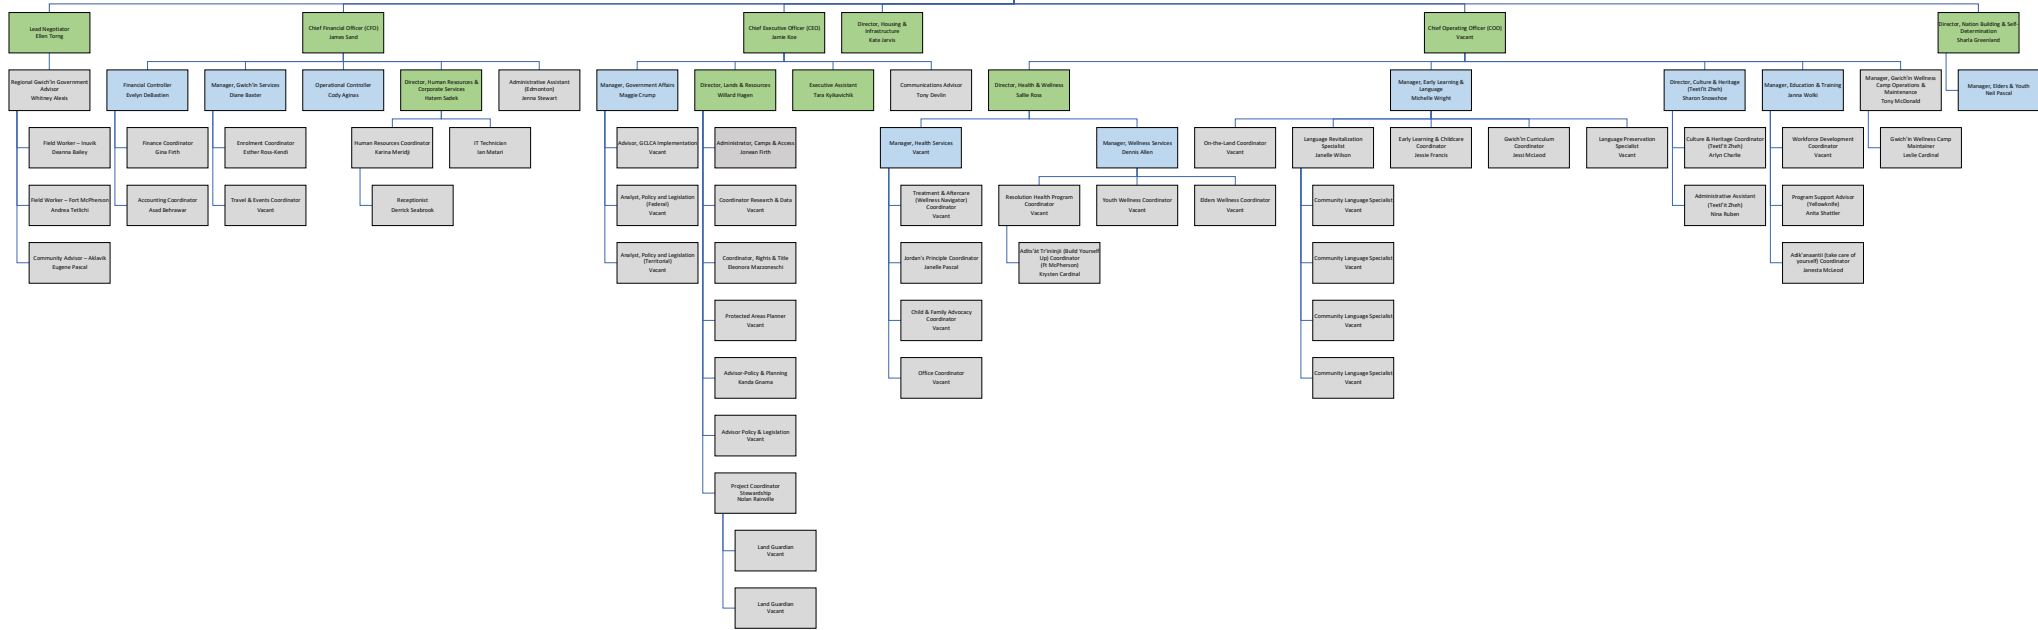 Lead Negotiator
Ellen Torng
Chief Financial Officer (CFO)
James Sand
Chief Executive Officer (CEO)
Jamie Koe
Director, Housing &
Infrastructure
Kate Jarvis
Chief Operating Officer (COO)
Vacant
Director, Nation Building & Self-
Determination
Sharla Greenland
Regional Gwich'in Government
Advisor
Whitney Alexis
Financial Controller
Evelyn DeBastien
Manager, Gwich'in Services
Diane Baxter
Operational Controller
Cody Aginas
Director, Human Resources &
Corporate Services
Hatem Sadek
Administrative Assistant
(Edmonton)
Jenna Stewart
Manager, Government Affairs
Maggie Crump
Director, Lands & Resources
Willard Hagen
Executive Assistant
Tara Kyikavichik
Communications Advisor
Tony Devlin
Director, Health & Wellness
Sallie Ross
Manager, Early Learning &
Language
Michelle Wright
Director, Culture & Heritage
(Teetł'it Zheh)
Sharon Snowshoe
Manager, Education & Training
Janna Wolki
Manager, Gwich'in Wellness
Camp Operations &
Maintenance
Tony McDonald
Manager, Elders & Youth
Neil Pascal
Field Worker – Inuvik
Deanna Bailey
Finance Coordinator
Gina Firth
Enrolment Coordinator
Esther Ross-Kendi
Human Resources Coordinator
Karina Meridji
IT Technician
Ian Matari
Advisor, GCLCA Implementation
Vacant
Administrator, Camps & Access
Jonean Firth
Manager, Health Services
Vacant
Manager, Wellness Services
Dennis Allen
On-the-Land Coordinator
Vacant
Language Revitalization
Specialist
Janelle Wilson
Early Learning & Childcare
Coordinator
Jessie Francis
Gwich'in Curriculum
Coordinator
Jessi McLeod
Language Preservation
Specialist
Vacant
Culture & Heritage Coordinator
(Teetł'it Zheh)
Arlyn Charlie
Workforce Development
Coordinator
Vacant
Gwich'in Wellness Camp
Maintainer
Leslie Cardinal
Field Worker – Fort McPherson
Andrea Tetlichi
Accounting Coordinator
Asad Behrawar
Travel & Events Coordinator
Vacant
Receptionist
Derrick Seabrook
Analyst, Policy and Legislation
(Federal)
Vacant
Coordinator Research & Data
Vacant
Treatment & Aftercare
(Wellness Navigator)
Coordinator
Vacant
Resolution Health Program
Coordinator
Vacant
Youth Wellness Coordinator
Vacant
Elders Wellness Coordinator
Vacant
Community Language Specialist
Vacant
Administrative Assistant
(Teetł'it Zheh)
Nina Ruben
Program Support Advisor
(Yellowknife)
Anita Shattler
Community Advisor – Aklavik
Eugene Pascal
Analyst, Policy and Legislation
(Territorial)
Vacant
Coordinator, Rights & Title
Eleonora Mazzoneschi
Jordan's Principle Coordinator
Janelle Pascal
(Build Yourself
Up) Coordinator
(Ft McPherson)
Krysten Cardinal
Community Language Specialist
Vacant
(take care of
yourself) Coordinator
Janesta McLeod
Protected Areas Planner
Vacant
Child & Family Advocacy
Coordinator
Vacant
Community Language Specialist
Vacant
Advisor-Policy & Planning
Kanda Gnama
Office Coordinator
Vacant
Community Language Specialist
Vacant
Advisor Policy & Legislation
Vacant
Project Coordinator
Stewardship
Nolan Rainville
Land Guardian
Vacant
Land Guardian
Vacant